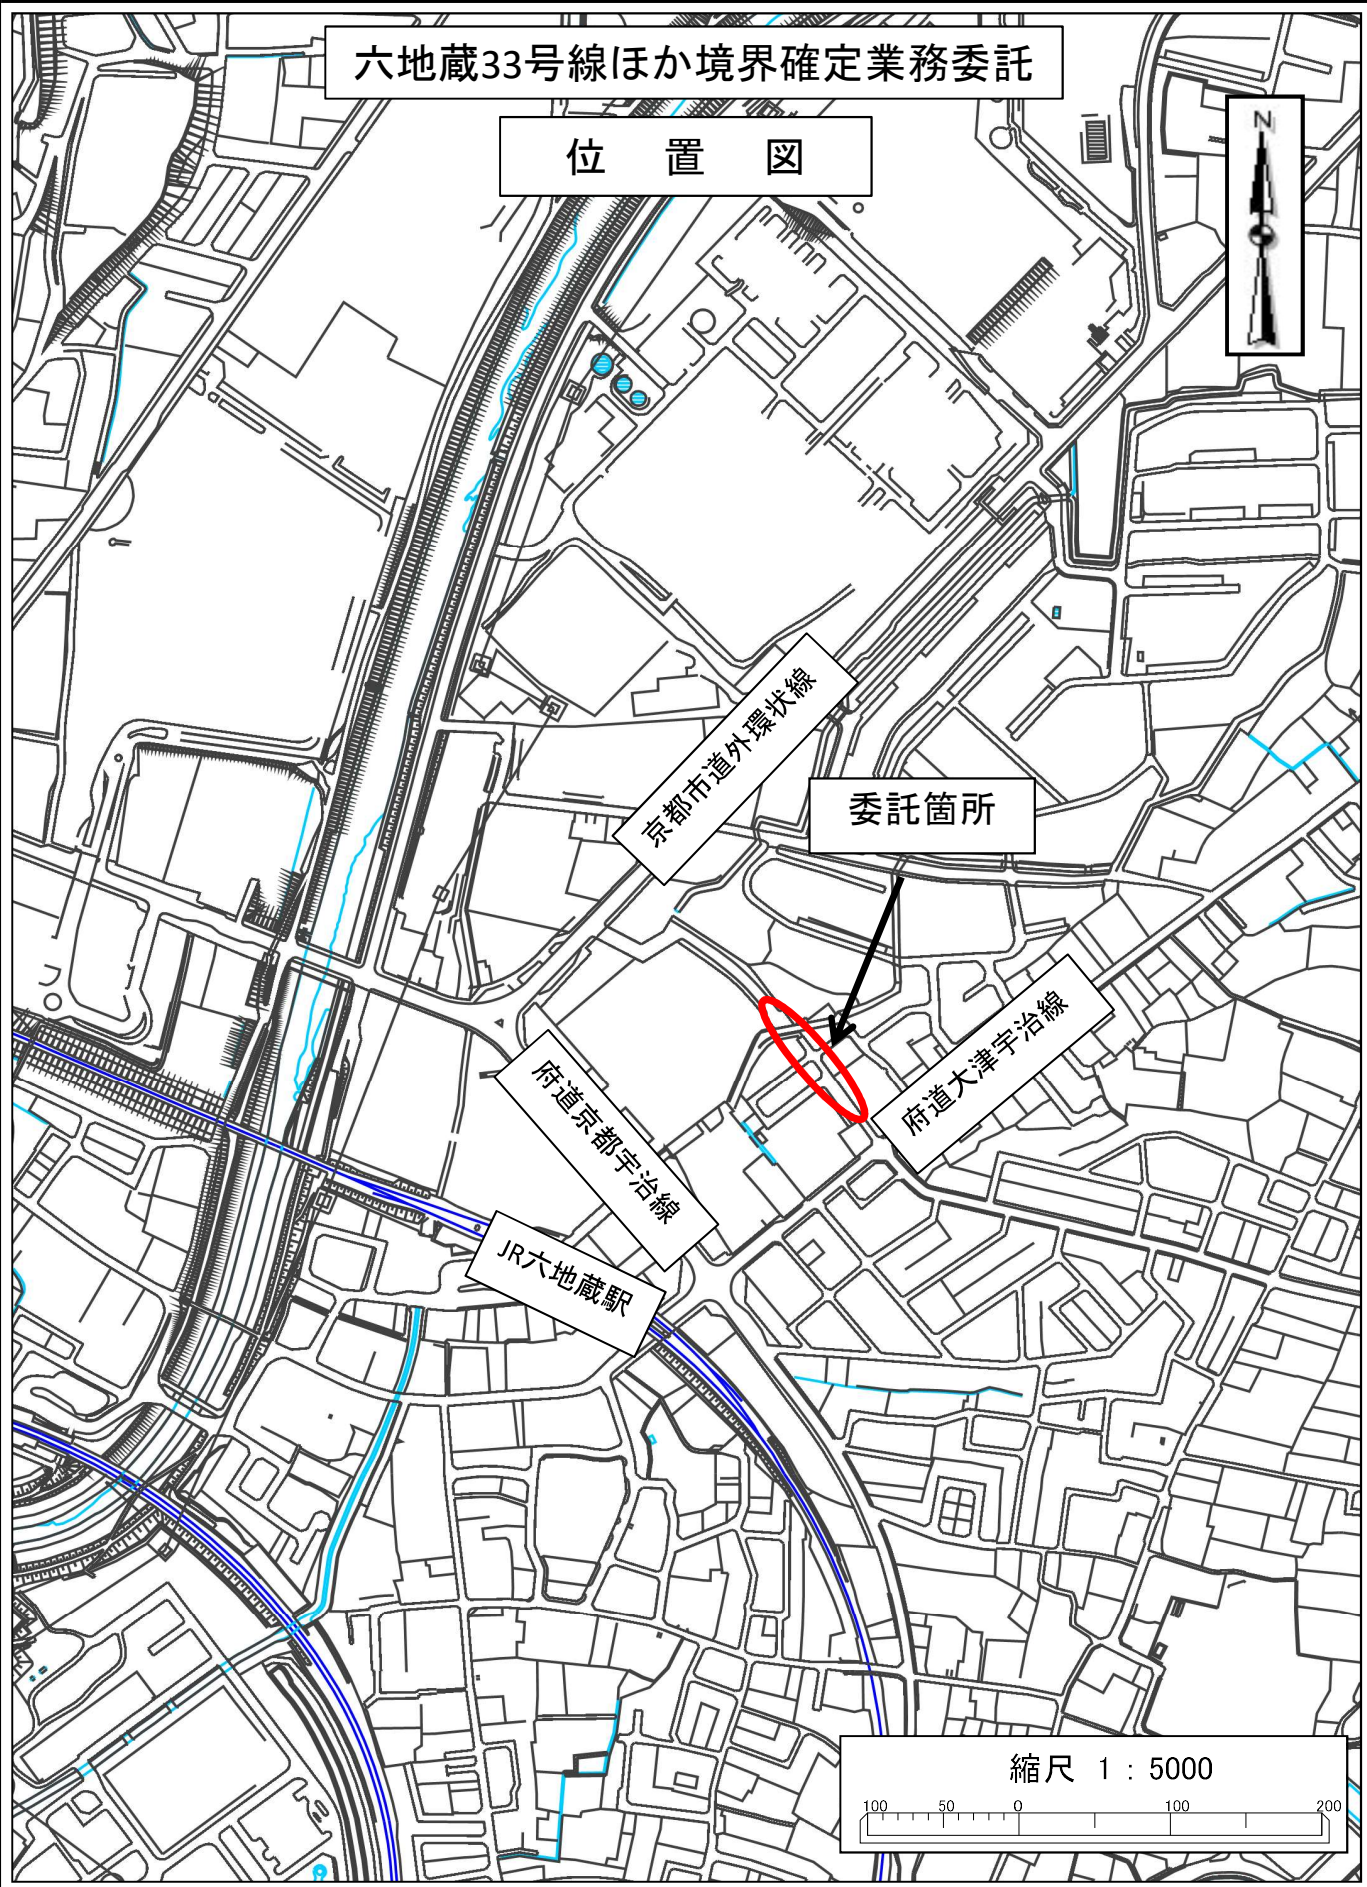 六地蔵33号線ほか境界確定業務委託
位 置 図
N
京都市道外環状線
委託箇所
府道大津宇治線
府道京都宇治線
JR六地蔵駅
縮尺 1 : 5000
100 50 0 100 200